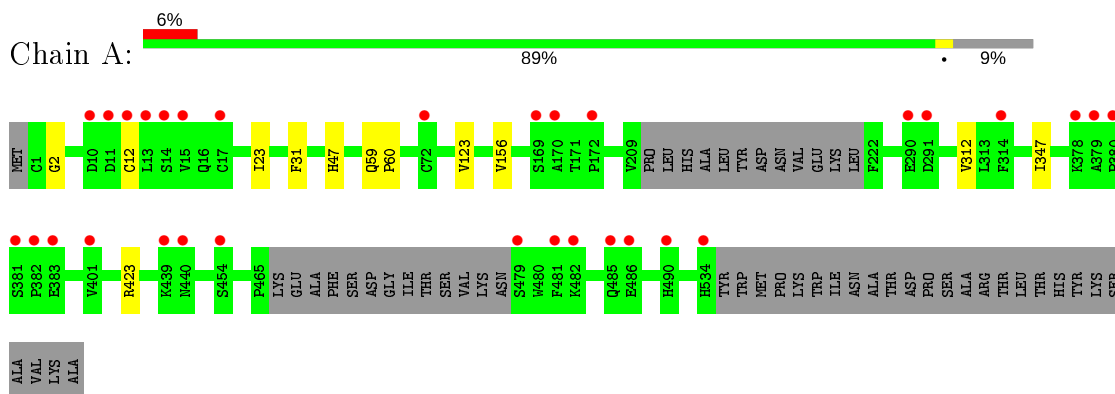 6%
Chain A:
89%
•
9%
MET C1 G2 D10 D11 C12 L13 S14 V15 Q16 C17 I23 F31 H47 Q59 P60 C72 V123 V156 S169 A170 T171 P172 V209 PRO LEU HIS ALA LEU TYR ASP ASN VAL GLU LYS LEU F222 E290 D291 V312 L313 F314 I347 K378 A379
S381 P382 E383 V401 R423 K439 N440 S454 P465 LYS GLU ALA PHE SER ASP GLY ILE THR SER VAL LYS ASN S479 W480 F481 K482 Q485 E486 H490 H534 TYR TRP MET PRO LYS TRP ILE ASN ALA THR ASP PRO SER ALA ARG THR LEU THR HIS TYR LYS SER
ALA VAL LYS ALA